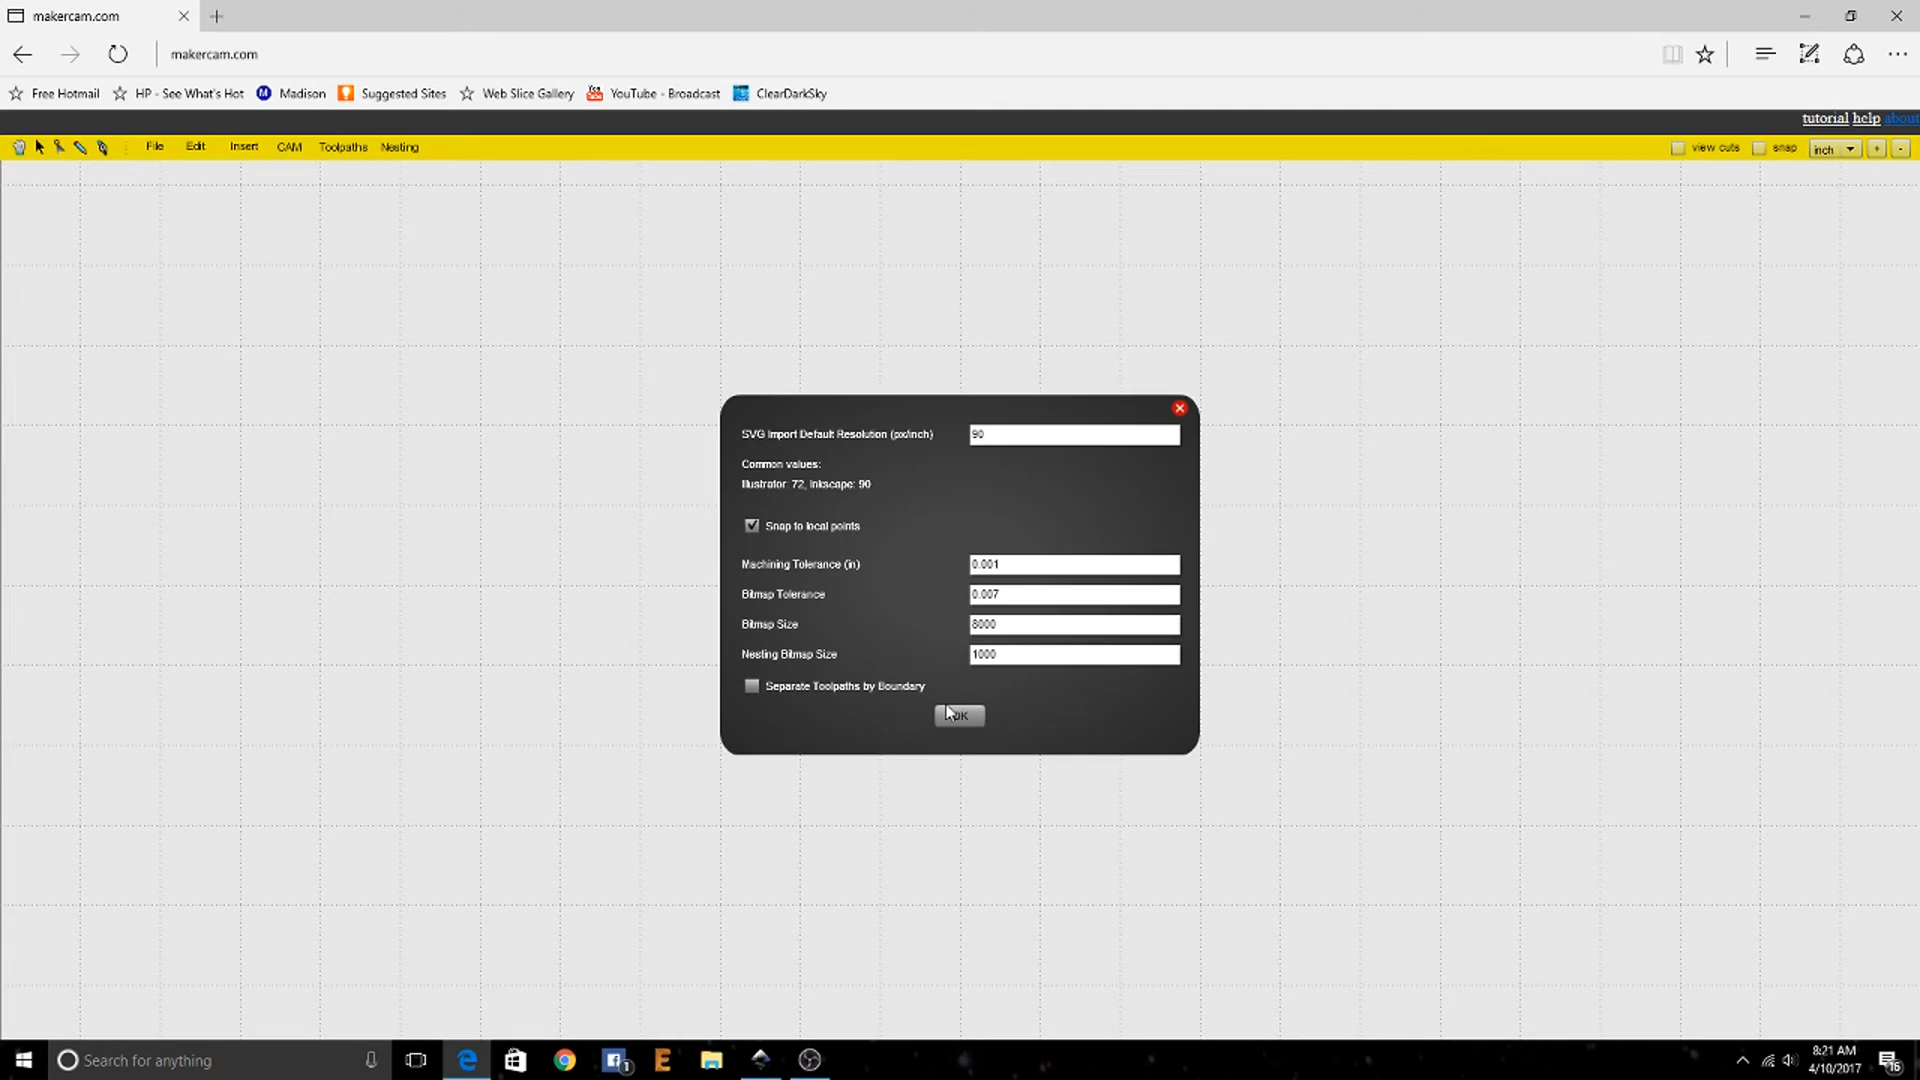 makercam.com
makercam.com
Free Hotmail HP - See What's Hot Madison Suggested Sites Web Slice Gallery YouTube - Broadcast ClearDarkSky
tutorial help about
File Edit Insert CAM Toolpaths Nesting view cuts snap inch + -
SVG Import Default Resolution (px/inch) 90
Common values:
Illustrator: 72, Inkscape: 90
Snap to local points
Machining Tolerance (in) 0.001
Bitmap Tolerance 0.007
Bitmap Size 8000
Nesting Bitmap Size 1000
Separate Toolpaths by Boundary
OK
Search for anything
8:21 AM
4/10/2017
16
1